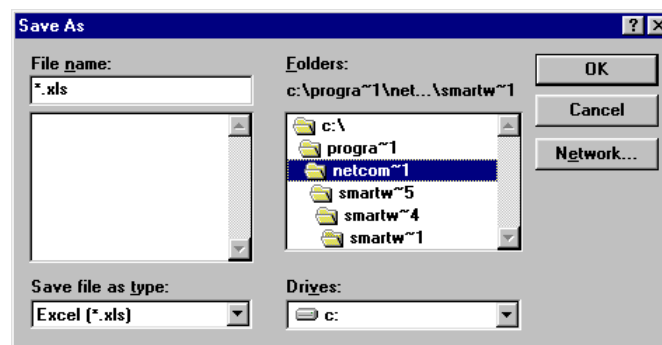 Save As
File name:
*.xls
Folders:
c:\progra~1\net...\smartw~1
c:\
progra~1
netcom~1
smartw~5
smartw~4
smartw~1
OK
Cancel
Network...
Save file as type:
Excel (*.xls)
Drives:
c: